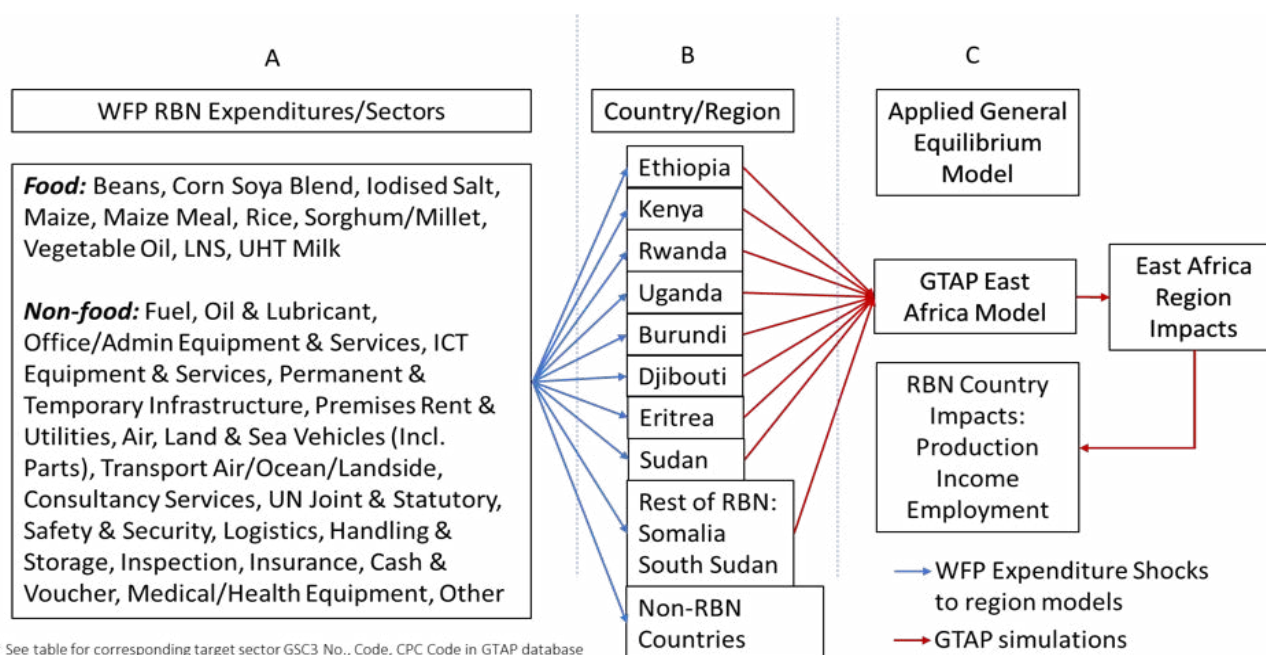 A
WFP RBN Expenditures/Sectors
Food: Beans, Corn Soya Blend, Iodised Salt,
Maize, Maize Meal, Rice, Sorghum/Millet,
Vegetable Oil, LNS, UHT Milk
Non-food: Fuel, Oil & Lubricant,
Office/Admin Equipment & Services, ICT
Equipment & Services, Permanent &
Temporary Infrastructure, Premises Rent &
Utilities, Air, Land & Sea Vehicles (Incl.
Parts), Transport Air/Ocean/Landside,
Consultancy Services, UN Joint & Statutory,
Safety & Security, Logistics, Handling &
Storage, Inspection, Insurance, Cash &
Voucher, Medical/Health Equipment, Other
See table for corresponding target sector GSC3 No., Code, CPC Code in GTAP database
B
Country/Region
Ethiopia
Kenya
Rwanda
Uganda
Burundi
Djibouti
Eritrea
Sudan
Rest of RBN:
Somalia
South Sudan
Non-RBN
Countries
C
Applied General
Equilibrium
Model
GTAP East
Africa Model
East Africa
Region
Impacts
RBN Country
Impacts:
Production
Income
Employment
WFP Expenditure Shocks
to region models
GTAP simulations